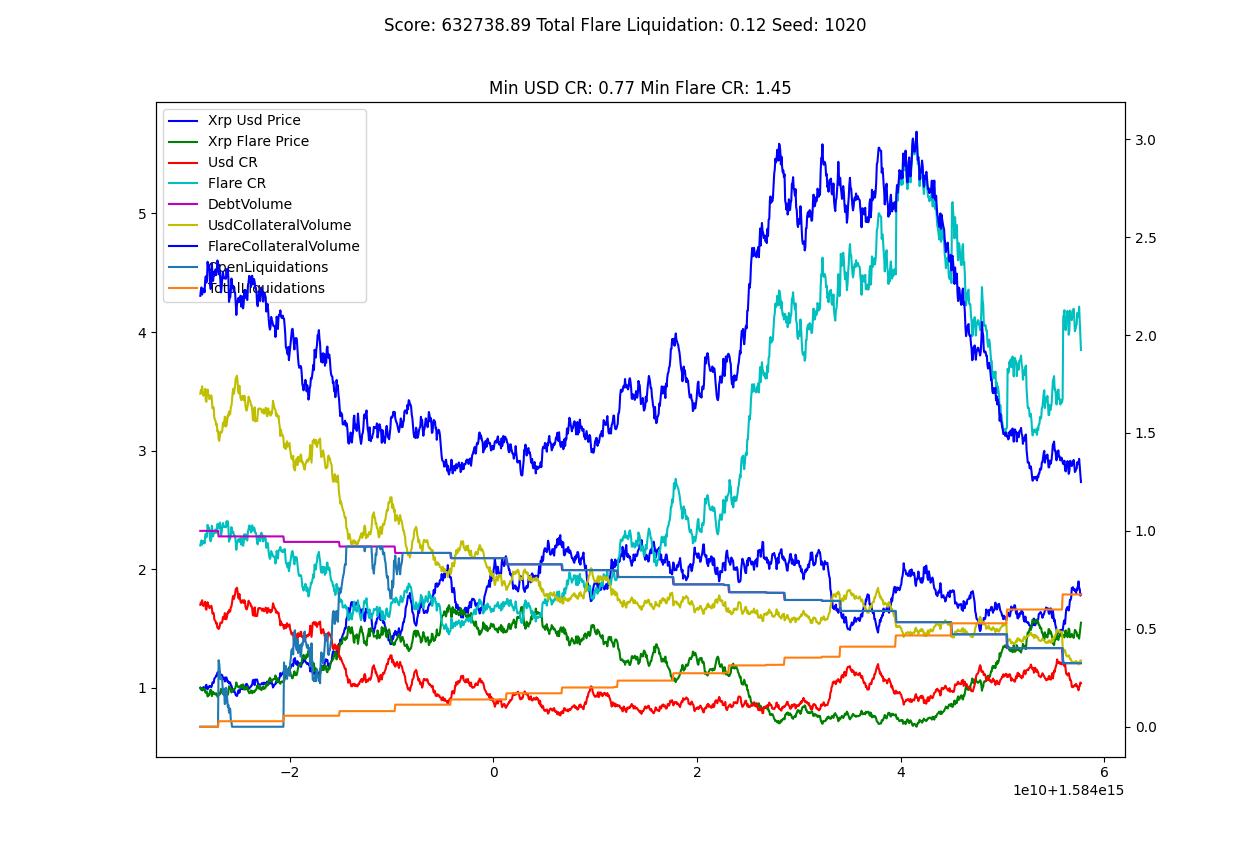 Score: 632738.89 Total Flare Liquidation: 0.12 Seed: 1020
Min USD CR: 0.77 Min Flare CR: 1.45
Xrp Usd Price
Xrp Flare Price
Usd CR
Flare CR
DebtVolume
UsdCollateralVolume
FlareCollateralVolume
OpenLiquidations
TotalLiquidations
5
4
3
2
1
3.0
2.5
2.0
1.5
1.0
0.5
0.0
−2
0
2
4
6
1e10+1.584e15